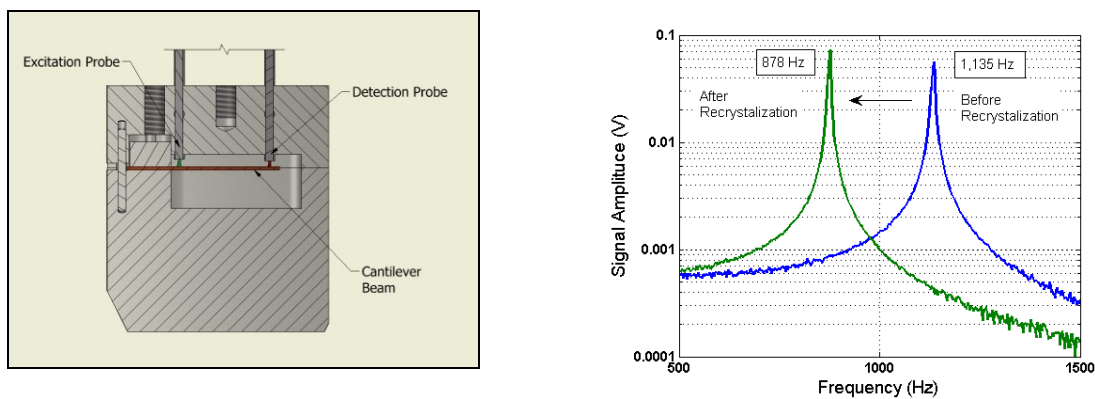 Excitation Probe
Detection Probe
Cantilever
Beam
0.1
0.01
0.001
0.0001
Signal Amplituce (V)
878 Hz
1,135 Hz
After
Recrystalization
Before
Recrystalization
500
1000
1500
Frequency (Hz)